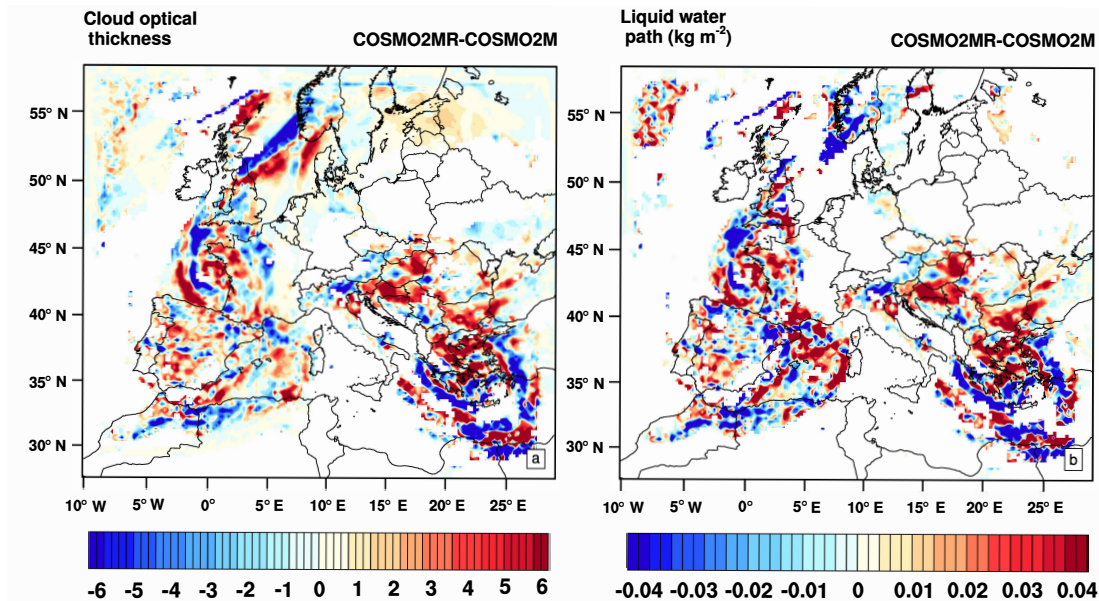 Cloud optical
thickness
COSMO2MR-COSMO2M
55° N
50° N
45° N
40° N
35° N
30° N
a
10° W 5° W 0° 5° E 10° E 15° E 20° E 25° E
-6 -5 -4 -3 -2 -1 0 1 2 3 4 5 6
Liquid water
path (kg m⁻²)
COSMO2MR-COSMO2M
55° N
50° N
45° N
40° N
35° N
30° N
b
10° W 5° W 0° 5° E 10° E 15° E 20° E 25° E
-0.04 -0.03 -0.02 -0.01 0 0.01 0.02 0.03 0.04